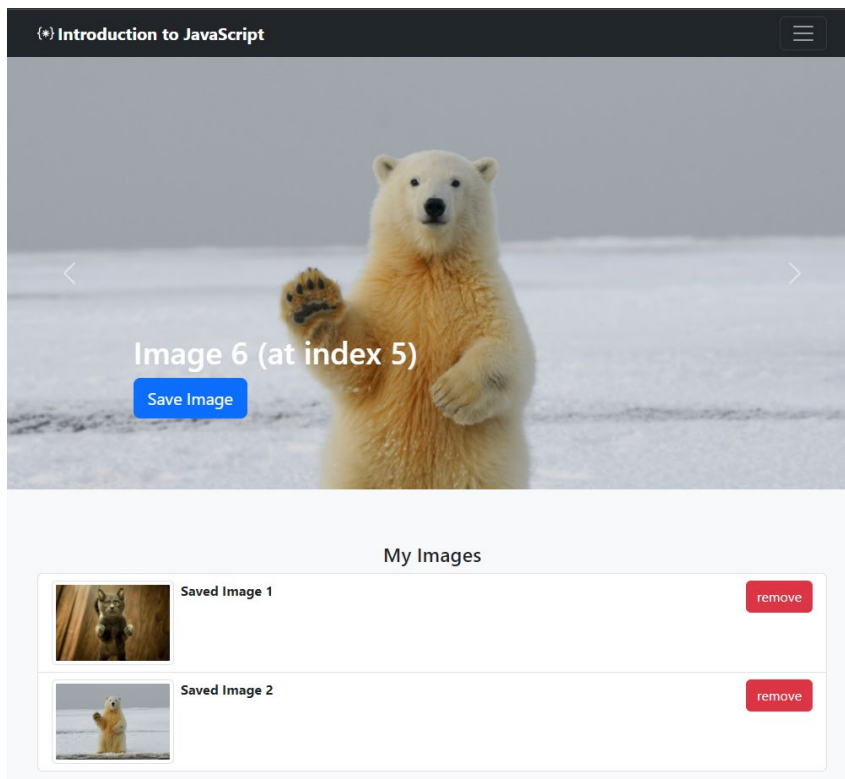 {*} Introduction to JavaScript
Image 6 (at index 5)
Save Image
My Images
Saved Image 1
remove
Saved Image 2
remove